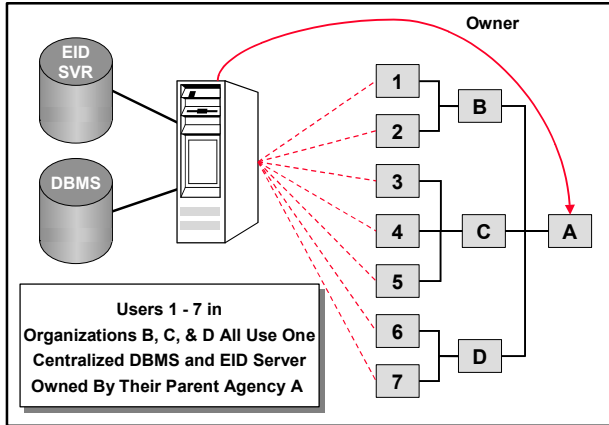 Owner
EID
SVR
DBMS
1
2
3
4
5
6
7
B
C
D
A
Users 1 - 7 in
Organizations B, C, & D All Use One
Centralized DBMS and EID Server
Owned By Their Parent Agency A